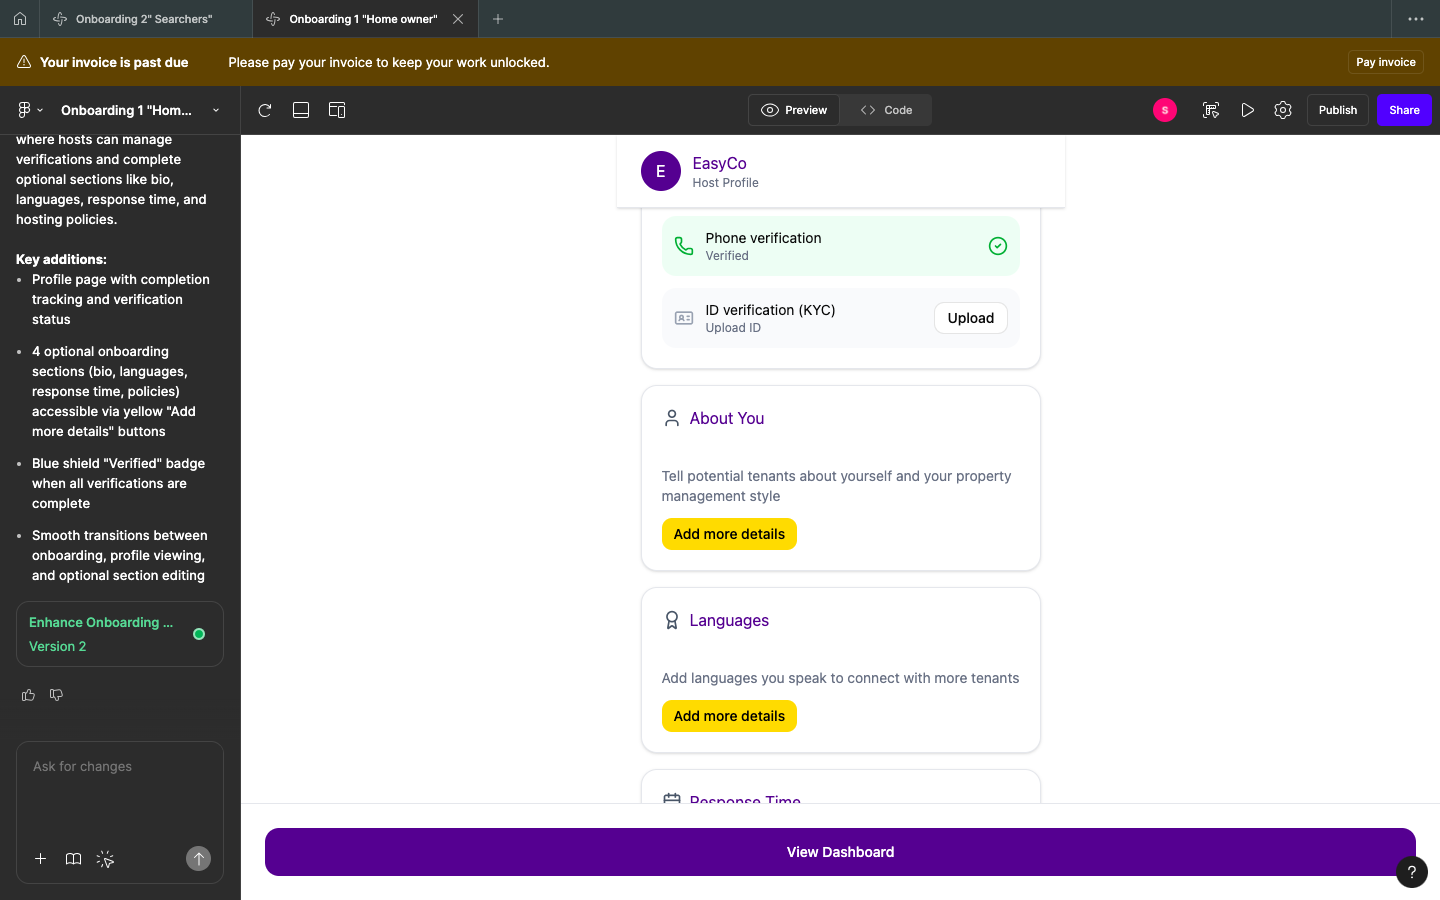 Onboarding 2" Searchers"
Onboarding 1 "Home owner"
Your invoice is past due
Please pay your invoice to keep your work unlocked.
Pay invoice
Onboarding 1 "Hom...
Preview
Code
S
Publish
Share
where hosts can manage
verifications and complete
optional sections like bio,
languages, response time, and
hosting policies.
Key additions:
• Profile page with completion
tracking and verification
status
• 4 optional onboarding
sections (bio, languages,
response time, policies)
accessible via yellow "Add
more details" buttons
• Blue shield "Verified" badge
when all verifications are
complete
• Smooth transitions between
onboarding, profile viewing,
and optional section editing
Enhance Onboarding ...
Version 2
Ask for changes
E
EasyCo
Host Profile
Phone verification
Verified
ID verification (KYC)
Upload ID
Upload
About You
Tell potential tenants about yourself and your property
management style
Add more details
Languages
Add languages you speak to connect with more tenants
Add more details
Response Time
View Dashboard
?